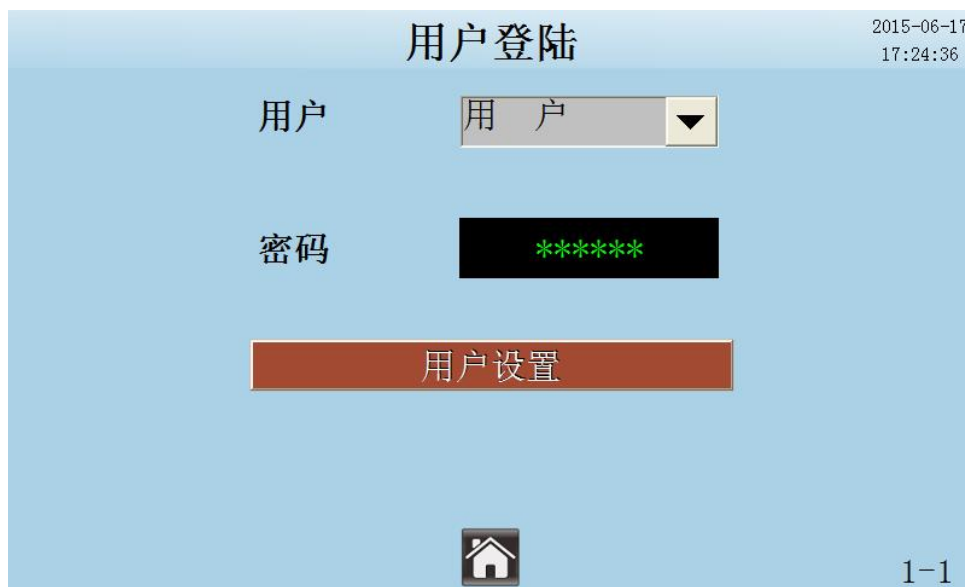 用户登陆
2015-06-17
17:24:36
用户 用 户
密码 ******
用户设置
1-1